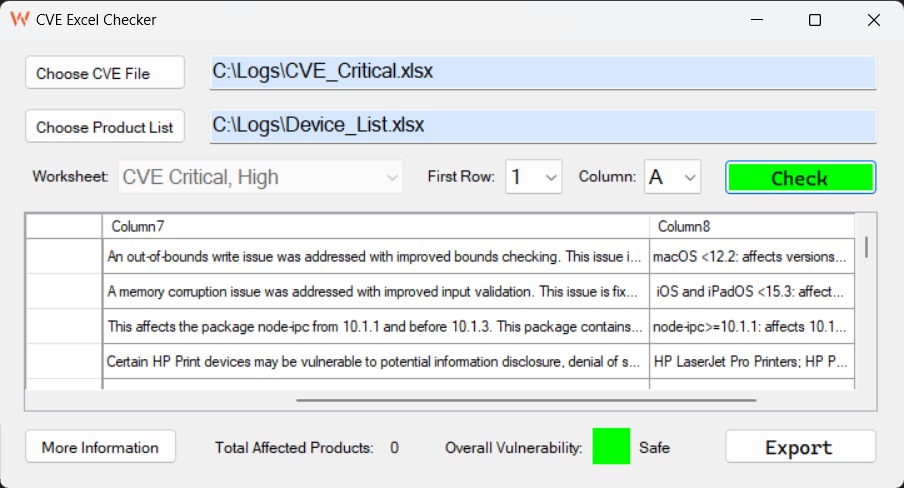 CVE Excel Checker
Choose CVE File C:\Logs\CVE_Critical.xlsx
Choose Product List C:\Logs\Device_List.xlsx
Worksheet: CVE Critical, High First Row: 1 Column: A Check
Column7 Column8
An out-of-bounds write issue was addressed with improved bounds checking. This issue i... macOS <12.2: affects versions...
A memory corruption issue was addressed with improved input validation. This issue is fix... iOS and iPadOS <15.3: affect...
This affects the package node-ipc from 10.1.1 and before 10.1.3. This package contains... node-ipc>=10.1.1: affects 10.1...
Certain HP Print devices may be vulnerable to potential information disclosure, denial of s... HP LaserJet Pro Printers; HP P...
More Information Total Affected Products: 0 Overall Vulnerability: Safe Export